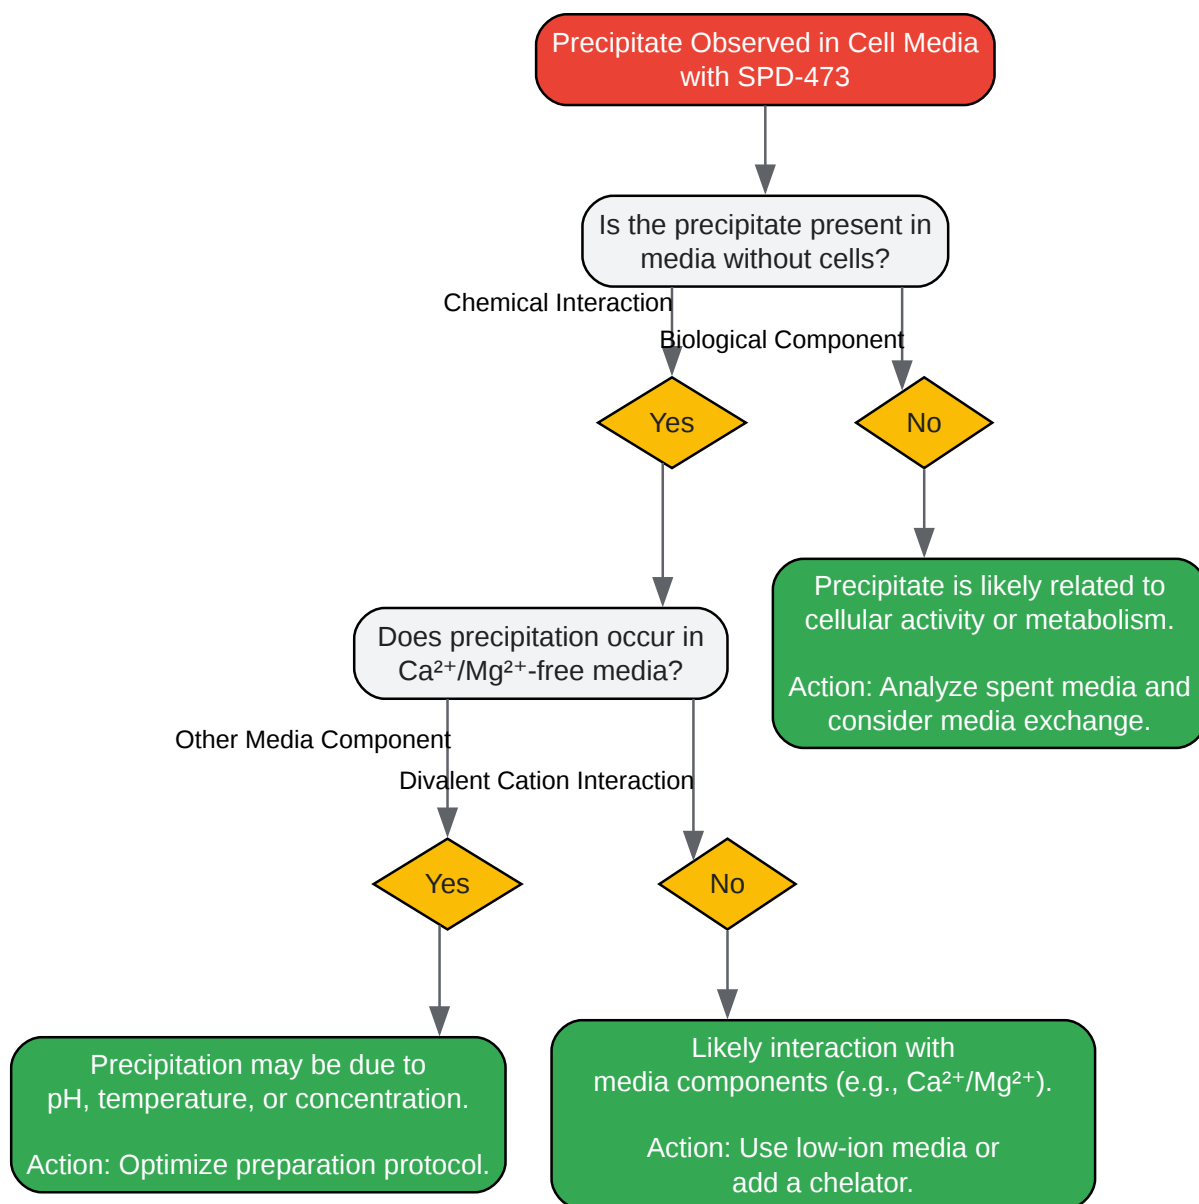 Precipitate Observed in Cell Media
with SPD-473
Is the precipitate present in
media without cells?
Chemical Interaction
Biological Component
Yes
No
Precipitate is likely related to
cellular activity or metabolism.
Action: Analyze spent media and
consider media exchange.
Does precipitation occur in
Ca²⁺/Mg²⁺-free media?
Other Media Component
Divalent Cation Interaction
Yes
No
Precipitation may be due to
pH, temperature, or concentration.
Action: Optimize preparation protocol.
Likely interaction with
media components (e.g., Ca²⁺/Mg²⁺).
Action: Use low-ion media or
add a chelator.